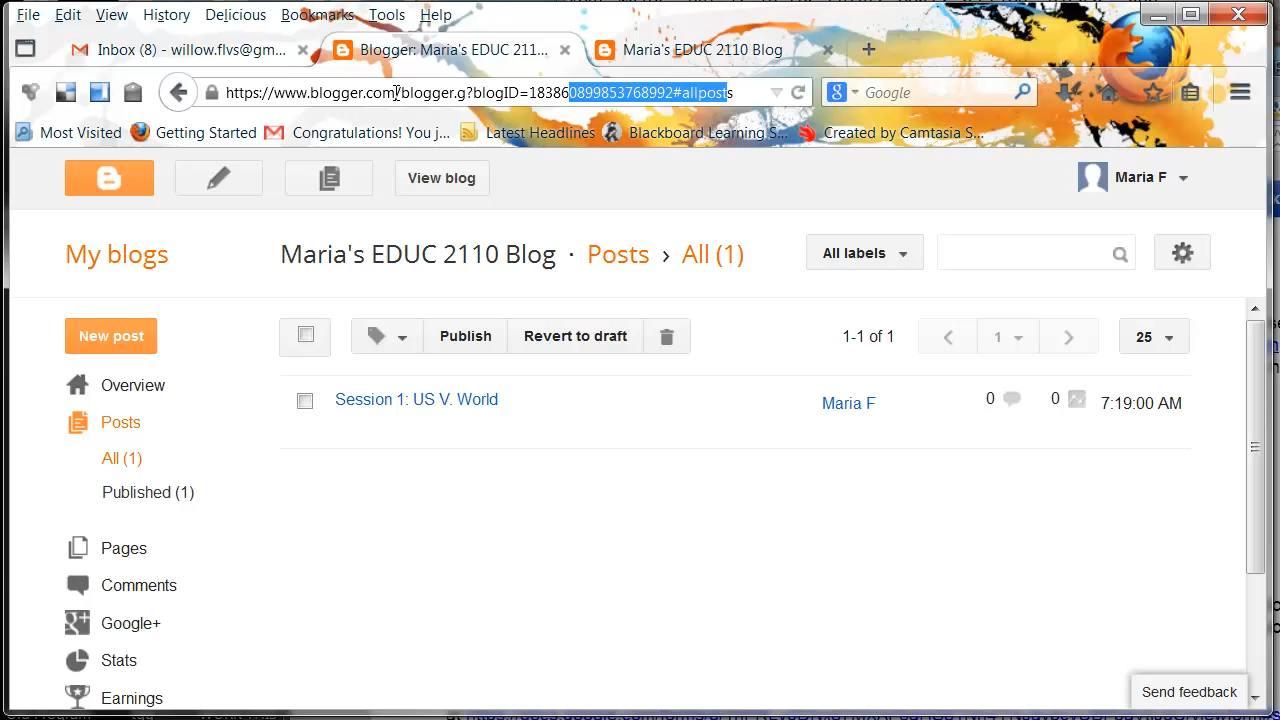 File Edit View History Delicious Bookmarks Tools Help
Inbox (8) - willow.flvs@gm... Blogger: Maria's EDUC 211... Maria's EDUC 2110 Blog
https://www.blogger.com/blogger.g?blogID=183860899853768992#allposts Google
Most Visited Getting Started Congratulations! You j... Latest Headlines Blackboard Learning S... Created by Camtasia S...
View blog Maria F
My blogs Maria's EDUC 2110 Blog · Posts › All (1) All labels
New post Publish Revert to draft 1-1 of 1 1 25
Overview
Session 1: US V. World Maria F 0 0 7:19:00 AM
Posts
All (1)
Published (1)
Pages
Comments
Google+
Stats
Earnings
Send feedback